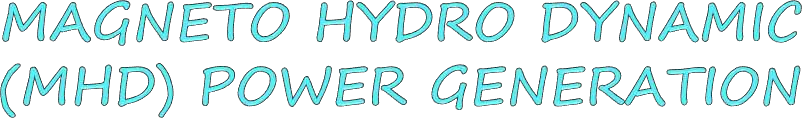 MAGNETO HYDRO DYNAMIC
(MHD) POWER GENERATION